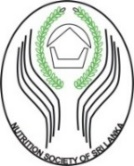 NUTRITION SOCIETY OF SRI LANKA